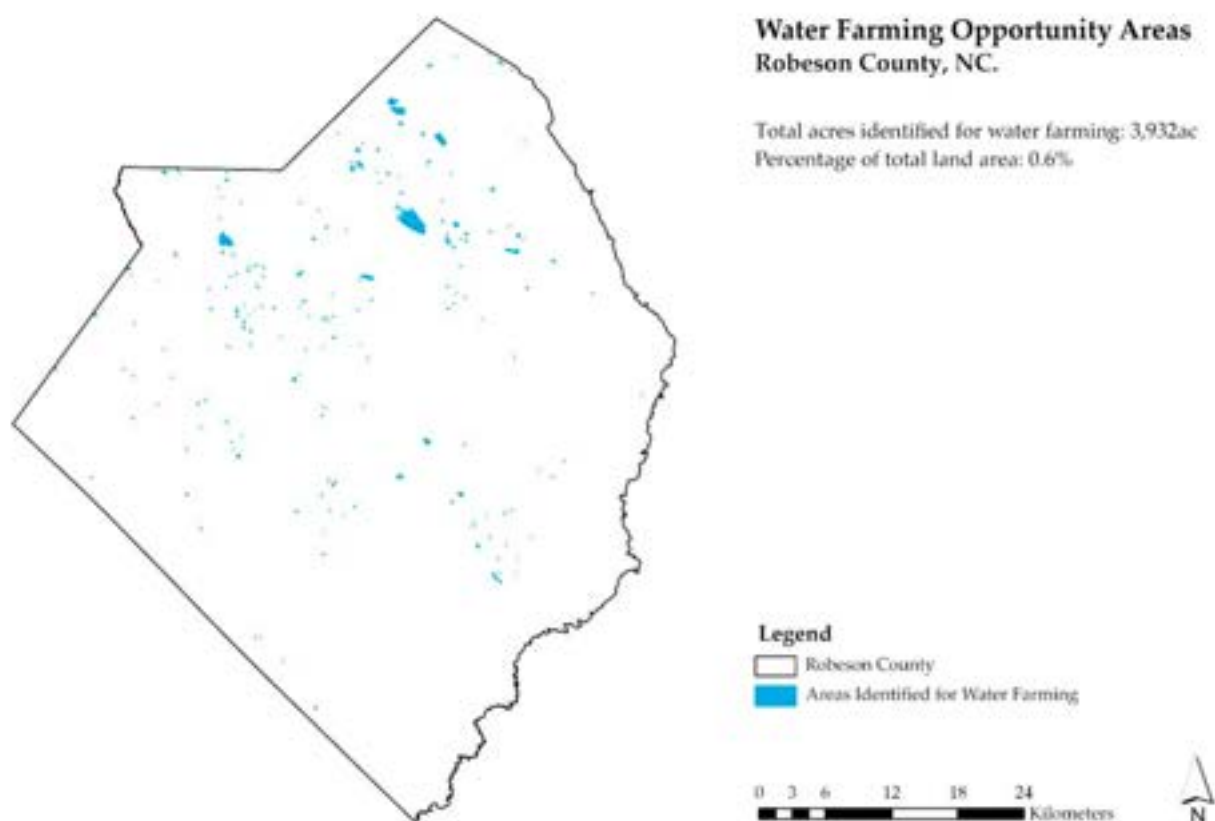 Water Farming Opportunity Areas
Robeson County, NC.
Total acres identified for water farming: 3,932ac
Percentage of total land area: 0.6%
Legend
Robeson County
Areas Identified for Water Farming
0 3 6 12 18 24
Kilometers
N